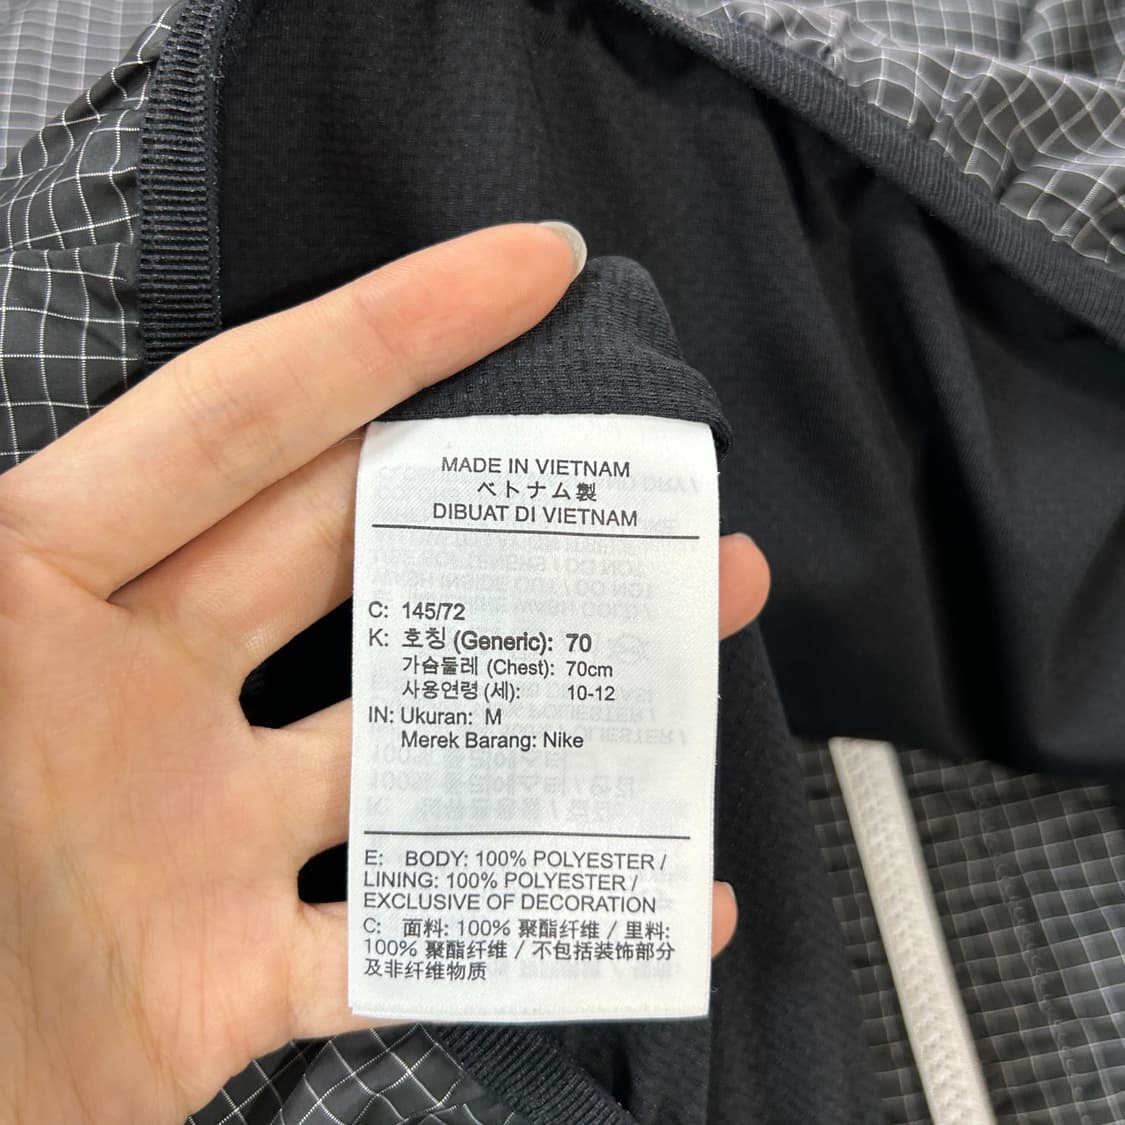 MADE IN VIETNAM
ベトナム製
DIBUAT DI VIETNAM
C: 145/72
K: 호칭 (Generic): 70
가슴둘레 (Chest): 70cm
사용연령 (세): 10-12
IN: Ukuran: M
Merek Barang: Nike
E: BODY: 100% POLYESTER /
LINING: 100% POLYESTER /
EXCLUSIVE OF DECORATION
C: 面料: 100% 聚酯纤维 / 里料:
100% 聚酯纤维 / 不包括装饰部分
及非纤维物质